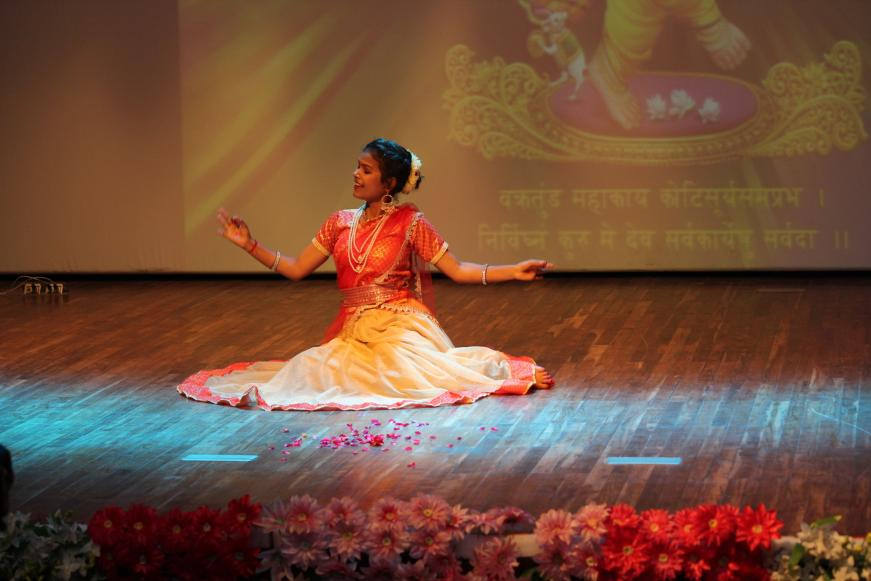 वक्रतुंड महाकाय कोटिसूर्यसमप्रभ ।
निर्विघ्न कुरु मे देव सर्वकार्येषु सर्वदा ॥